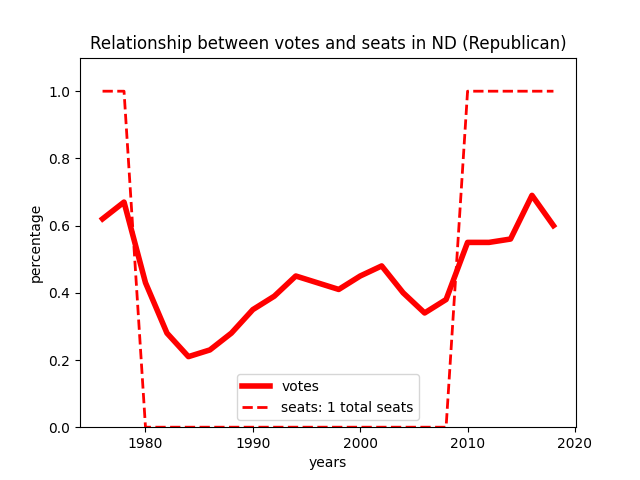 Relationship between votes and seats in ND (Republican)
percentage
1.0
0.8
0.6
0.4
0.2
0.0
votes
seats: 1 total seats
1980
1990
2000
2010
2020
years